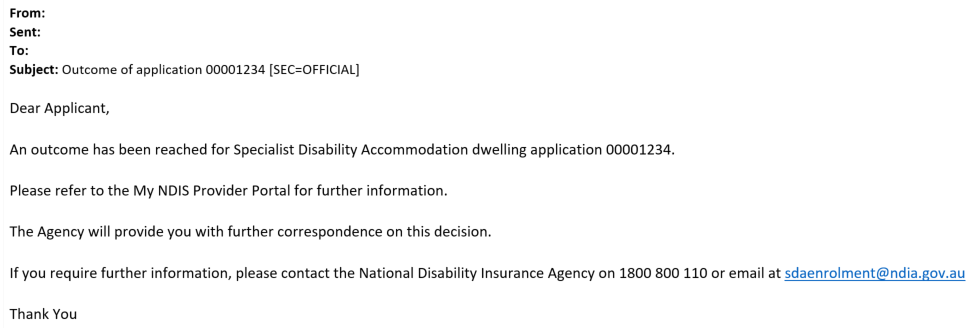 From:
Sent:
To:
Subject: Outcome of application 00001234 [SEC=OFFICIAL]
Dear Applicant,
An outcome has been reached for Specialist Disability Accommodation dwelling application 00001234.
Please refer to the My NDIS Provider Portal for further information.
The Agency will provide you with further correspondence on this decision.
If you require further information, please contact the National Disability Insurance Agency on 1800 800 110 or email at sdaenrolment@ndia.gov.au
Thank You